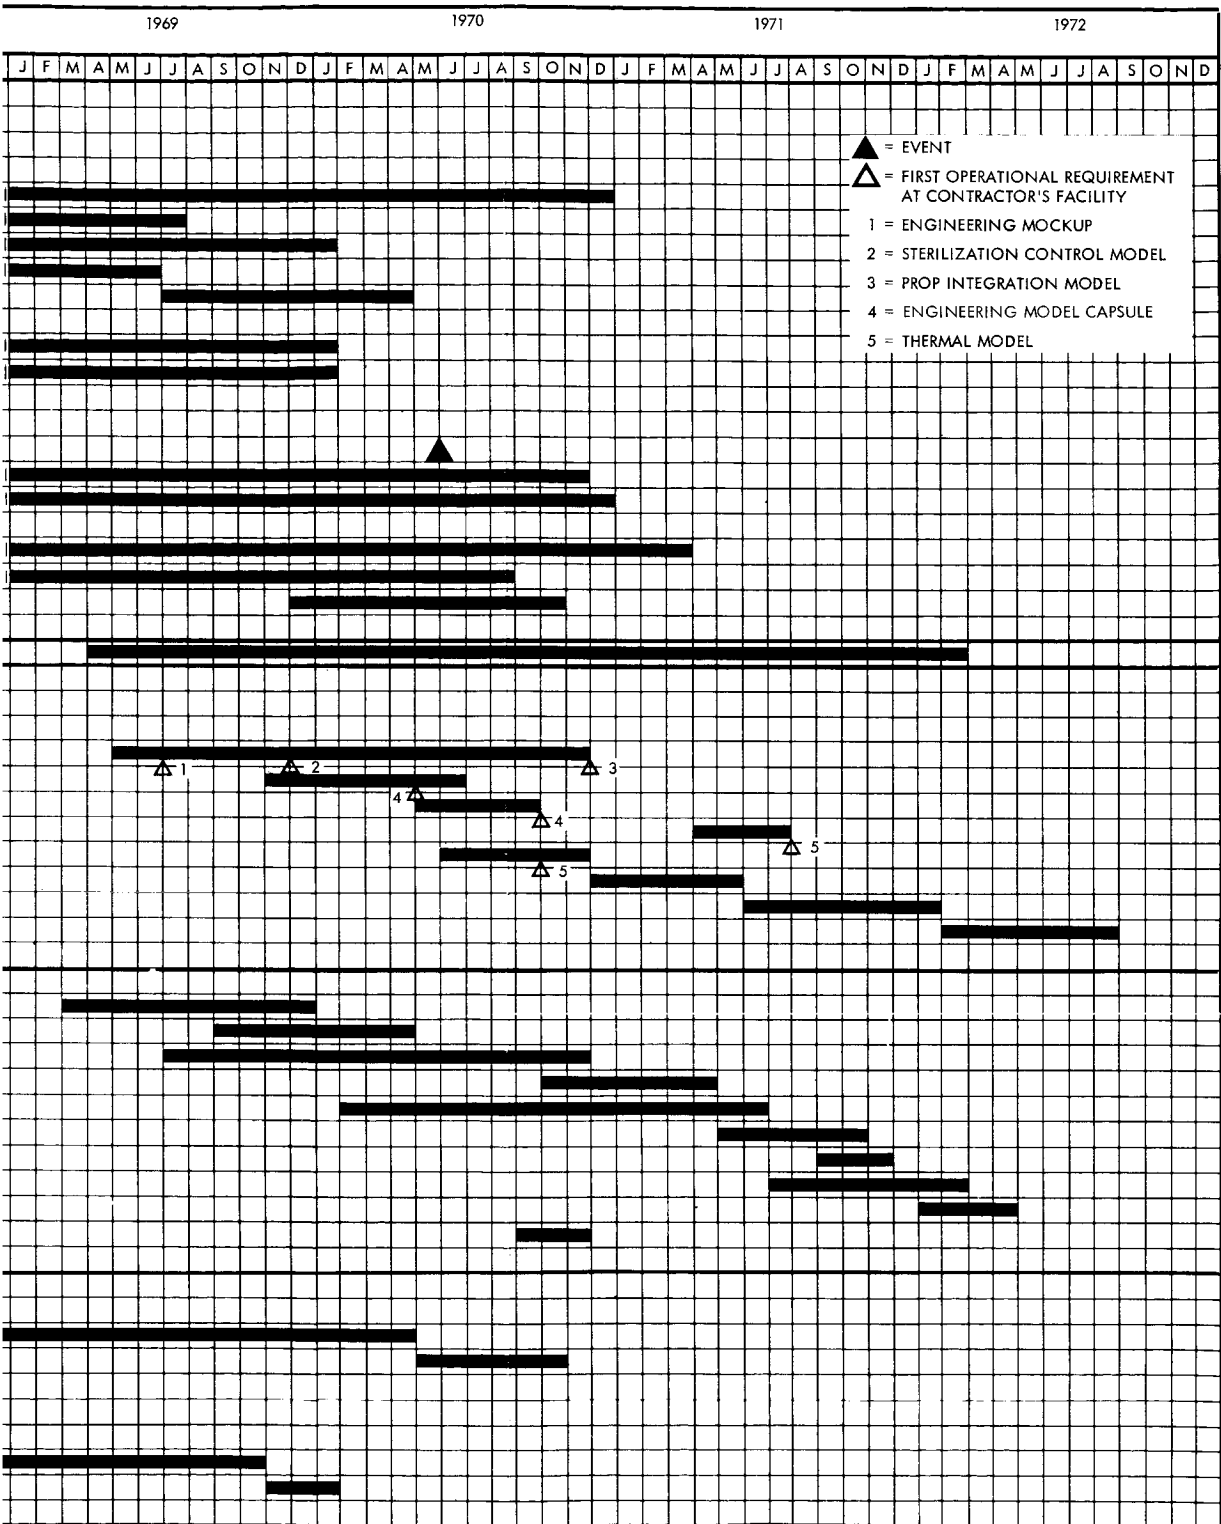 1969 1970 1971 1972
J F M A M J J A S O N D J F M A M J J A S O N D J F M A M J J A S O N D J F M A M J J A S O N D
= EVENT
= FIRST OPERATIONAL REQUIREMENT
AT CONTRACTOR'S FACILITY
1 = ENGINEERING MOCKUP
2 = STERILIZATION CONTROL MODEL
3 = PROP INTEGRATION MODEL
4 = ENGINEERING MODEL CAPSULE
5 = THERMAL MODEL
1 2 3
4
4
5
5